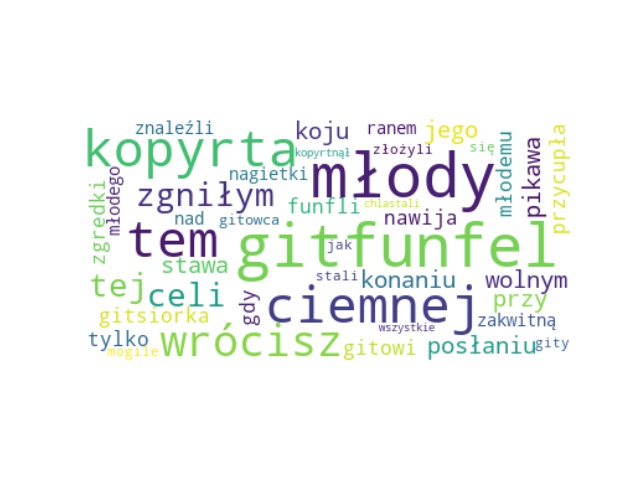 znaleźli
koju
ranem
jego
kopyrta
kopyrtnął
złożyli
się
młodemu
pikawa
przycupła
nagietki
młody
młodego
zgredki
zgniłym
funfli
chlastali
nad
gitowca
nawija
tem
gitfunfel
jak
stawa
tej
celi
gdy
stali
konaniu
wolnym
ciemnej
przy
gitsiorka
wszystkie
zakwitną
tylko
mogile
wrócisz
gitowi
posłaniu
gity